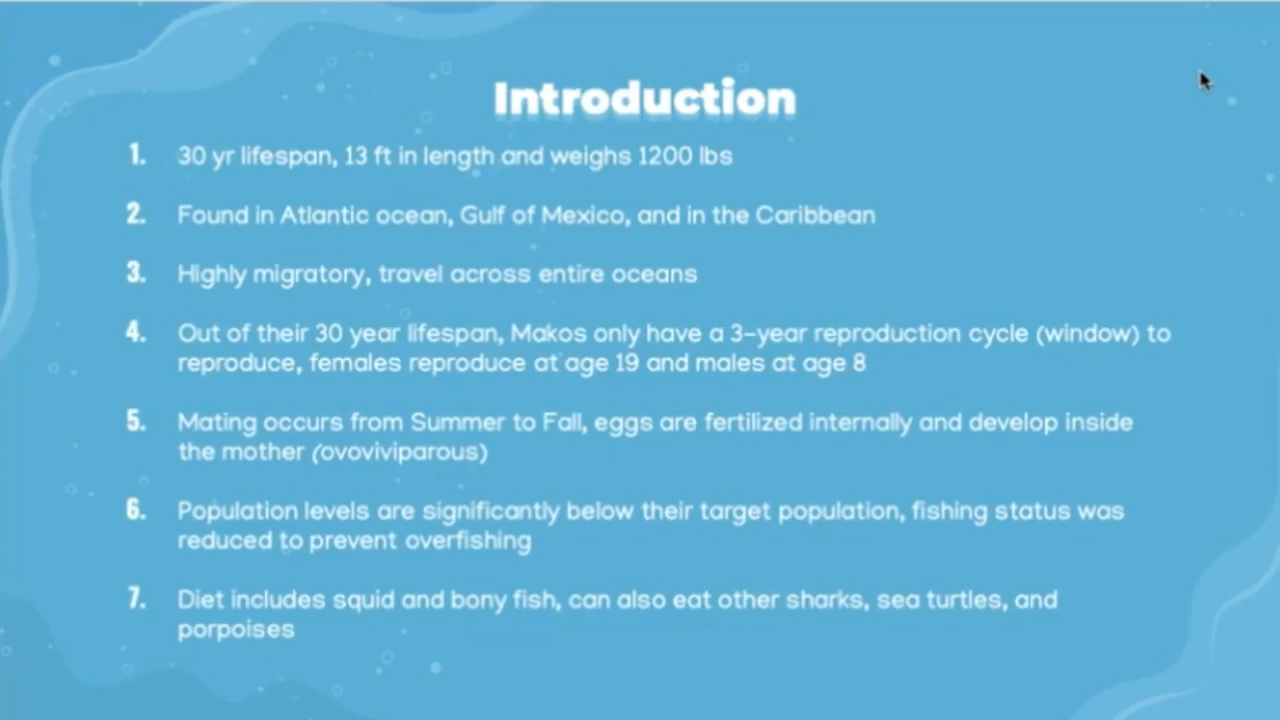 Introduction
1. 30 yr lifespan, 13 ft in length and weighs 1200 lbs
2. Found in Atlantic ocean, Gulf of Mexico, and in the Caribbean
3. Highly migratory, travel across entire oceans
4. Out of their 30 year lifespan, Makos only have a 3-year reproduction cycle (window) to
reproduce, females reproduce at age 19 and males at age 8
5. Mating occurs from Summer to Fall, eggs are fertilized internally and develop inside
the mother (ovoviviparous)
6. Population levels are significantly below their target population, fishing status was
reduced to prevent overfishing
7. Diet includes squid and bony fish, can also eat other sharks, sea turtles, and
porpoises